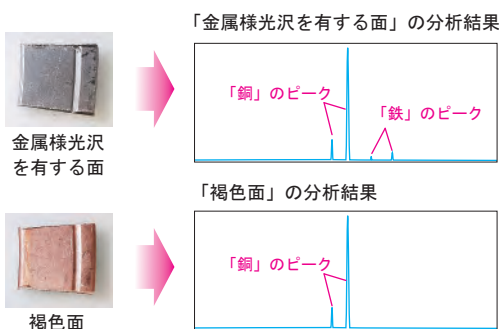 「金属様光沢を有する面」の分析結果
「銅」のピーク
「鉄」のピーク
金属様光沢
を有する面
「褐色面」の分析結果
「銅」のピーク
褐色面